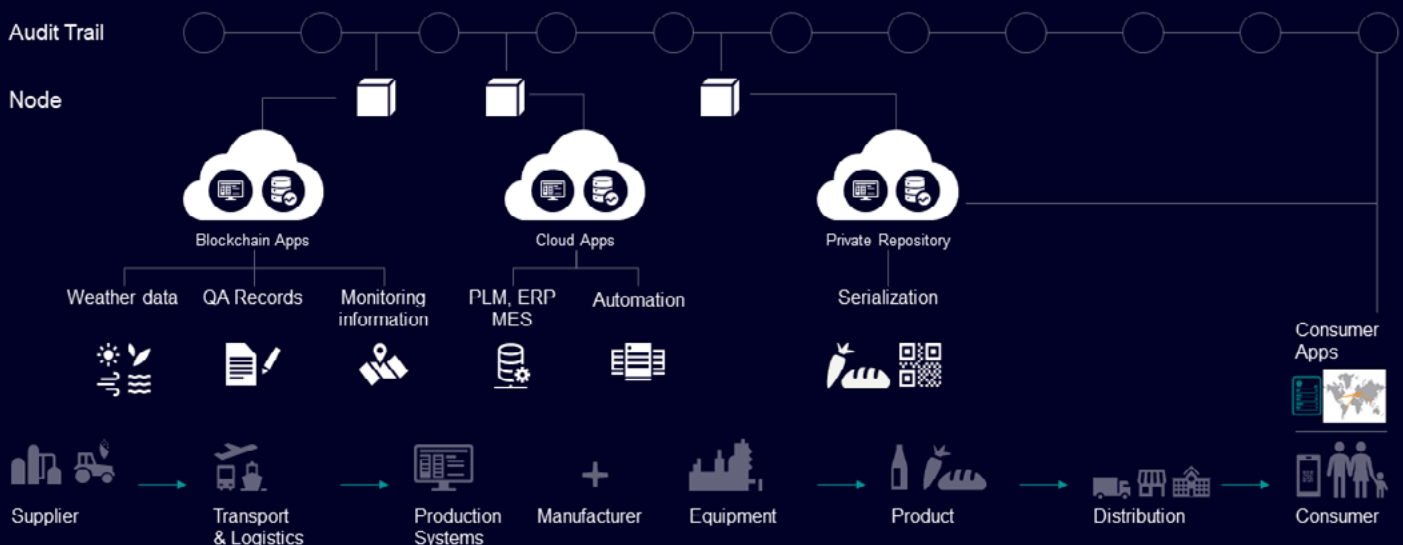 Audit Trail
Node
Blockchain Apps
Cloud Apps
Private Repository
Weather data
QA Records
Monitoring
information
PLM, ERP
MES
Automation
Serialization
Consumer
Apps
Supplier
Transport
& Logistics
Production
Systems
Manufacturer
Equipment
Product
Distribution
Consumer